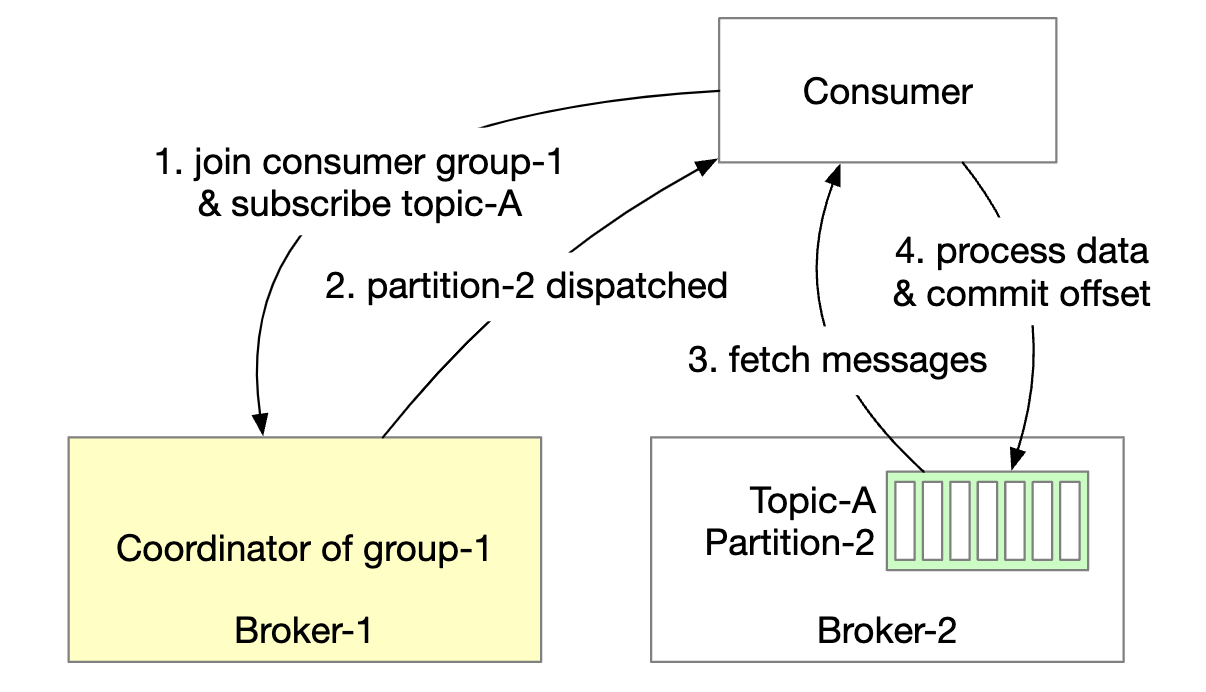 Consumer
1. join consumer group-1
& subscribe topic-A
2. partition-2 dispatched
4. process data
& commit offset
3. fetch messages
Coordinator of group-1
Broker-1
Topic-A
Partition-2
Broker-2